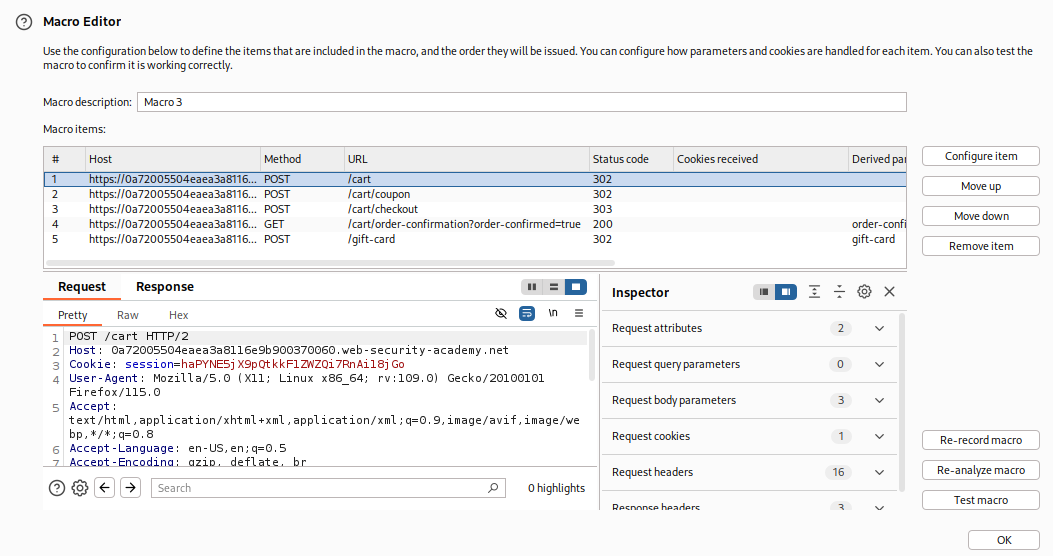 Macro Editor
Use the configuration below to define the items that are included in the macro, and the order they will be issued. You can configure how parameters and cookies are handled for each item. You can also test the
macro to confirm it is working correctly.
Macro description: Macro 3
Macro items:
# Host Method URL Status code Cookies received Derived par
1 https://0a72005504eaea3a8116... POST /cart 302
2 https://0a72005504eaea3a8116... POST /cart/coupon 302
3 https://0a72005504eaea3a8116... POST /cart/checkout 303
4 https://0a72005504eaea3a8116... GET /cart/order-confirmation?order-confirmed=true 200 order-confi
5 https://0a72005504eaea3a8116... POST /gift-card 302 gift-card
Configure item
Move up
Move down
Remove item
Request Response
Pretty Raw Hex
\n
1 POST /cart HTTP/2
2 Host: 0a72005504eaea3a8116e9b900370060.web-security-academy.net
3 Cookie: session=haPYNE5jX9pQtkkF1ZWZQi7RnAi18jGo
4 User-Agent: Mozilla/5.0 (X11; Linux x86_64; rv:109.0) Gecko/20100101
Firefox/115.0
5 Accept:
text/html,application/xhtml+xml,application/xml;q=0.9,image/avif,image/we
bp,*/*;q=0.8
6 Accept-Language: en-US,en;q=0.5
7 Accept-Encoding: gzip, deflate, br
Search 0 highlights
Inspector
Request attributes 2
Request query parameters 0
Request body parameters 3
Request cookies 1
Request headers 16
Response headers 3
Re-record macro
Re-analyze macro
Test macro
OK